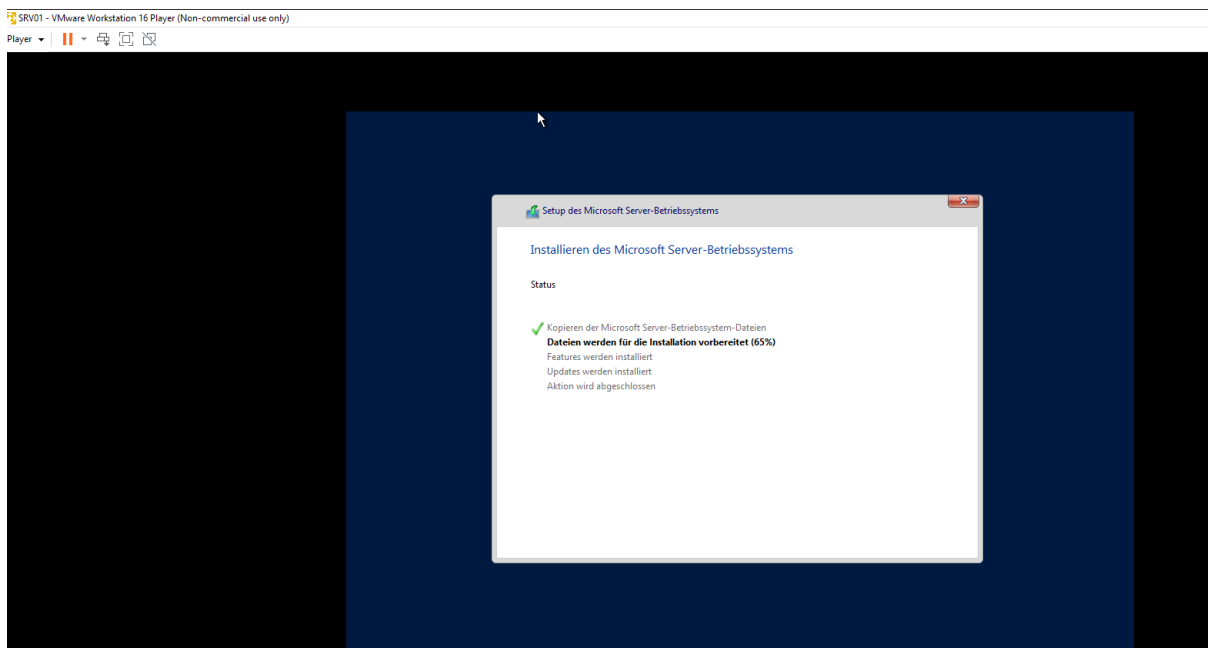 SRV01 - VMware Workstation 16 Player (Non-commercial use only)
Player
Setup des Microsoft Server-Betriebssystems
Installieren des Microsoft Server-Betriebssystems
Status
Kopieren der Microsoft Server-Betriebssystem-Dateien
Dateien werden für die Installation vorbereitet (65%)
Features werden installiert
Updates werden installiert
Aktion wird abgeschlossen